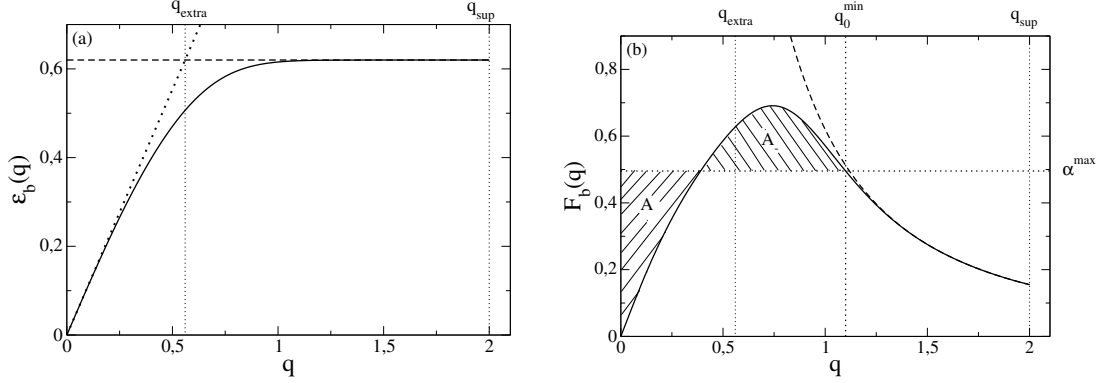 q_extra
q_sup
(a)
0,6
0,4
0,2
0
ε_b(q)
0
0,5
1
1,5
2
q
q_extra
q_0^min
q_sup
(b)
0,8
0,6
0,4
0,2
0
F_b(q)
A
A
α^max
0
0,5
1
1,5
2
q